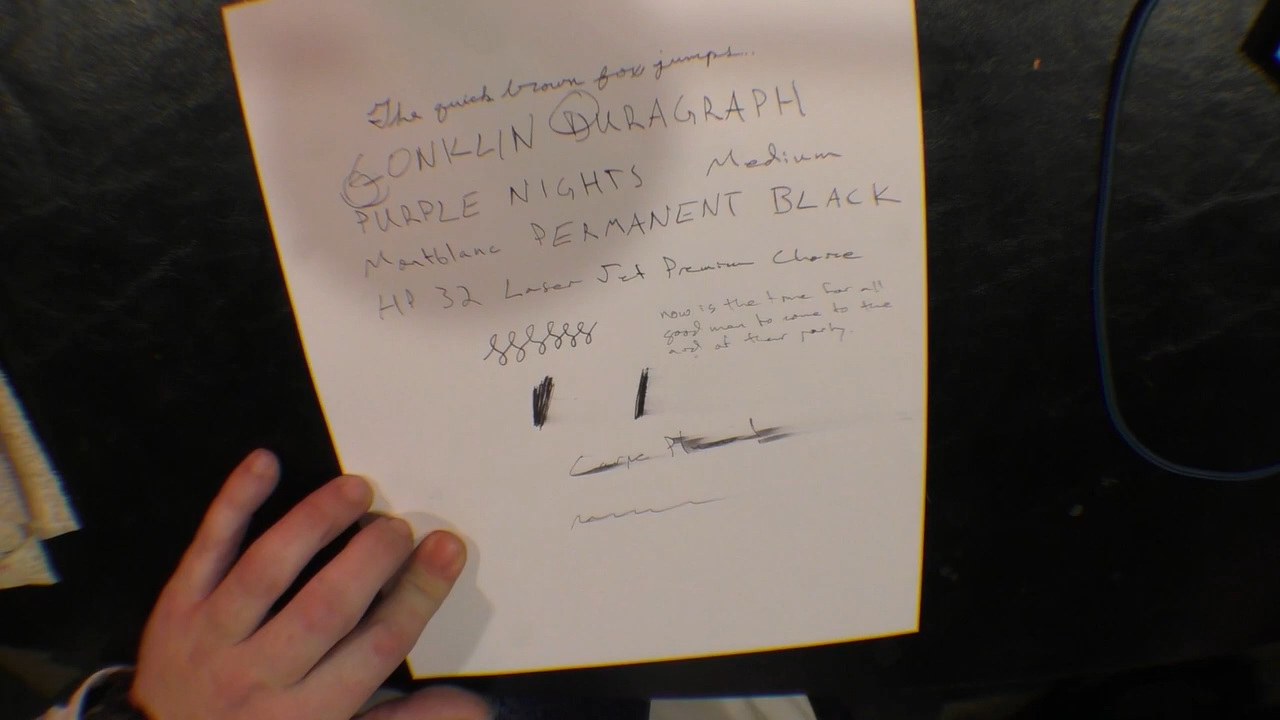 The quick brown fox jumps...
CONKLIN DURAGRAPH
PURPLE NIGHTS Medium
Montblanc PERMANENT BLACK
HP 32 Laser Jet Premium Choice
now is the time for all
good men to come to the
aid of their party.
Carpe